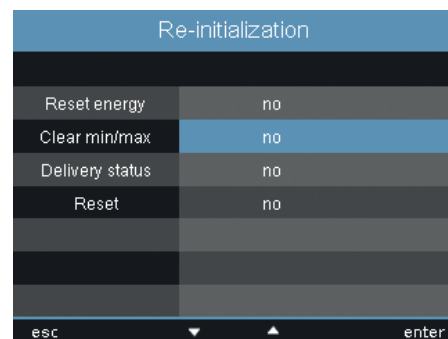 Re-initialization
Reset energy no
Clear min/max no
Delivery status no
Reset no
esc enter